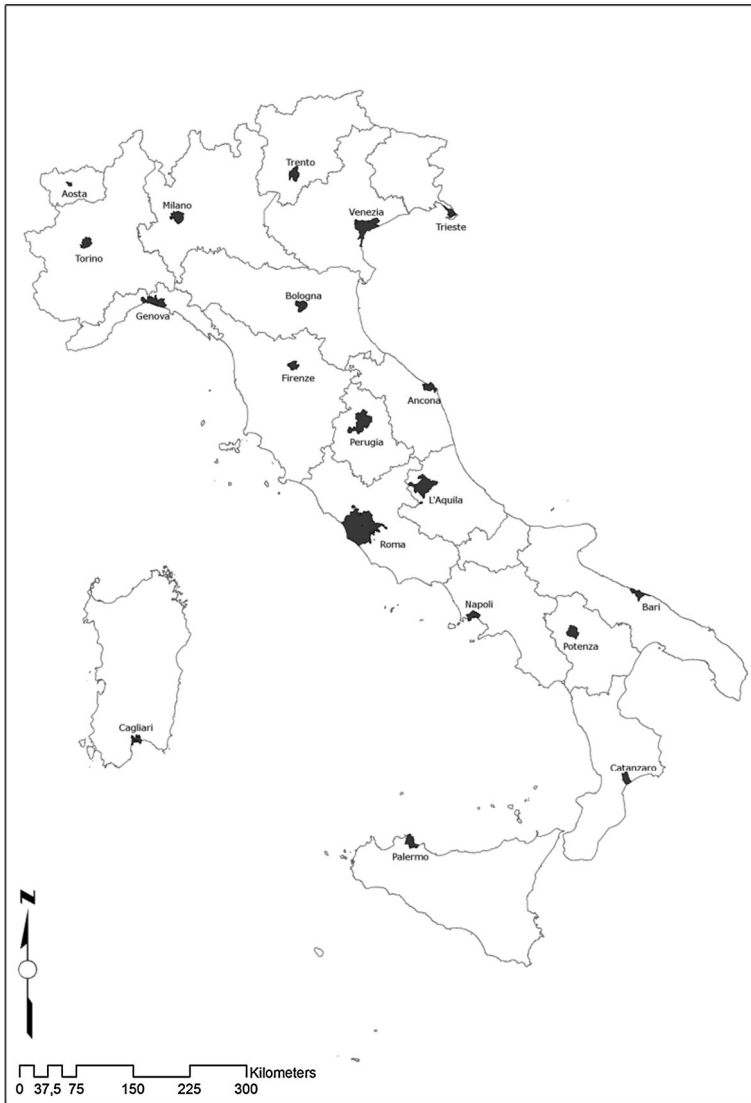 Trento
Aosta
Milano
Venezia
Trieste
Torino
Bologna
Genova
Firenze
Ancona
Perugia
L'Aquila
Roma
Napoli
Bari
Potenza
Cagliari
Catanzaro
Palermo
N
Kilometers
0 37,5 75 150 225 300